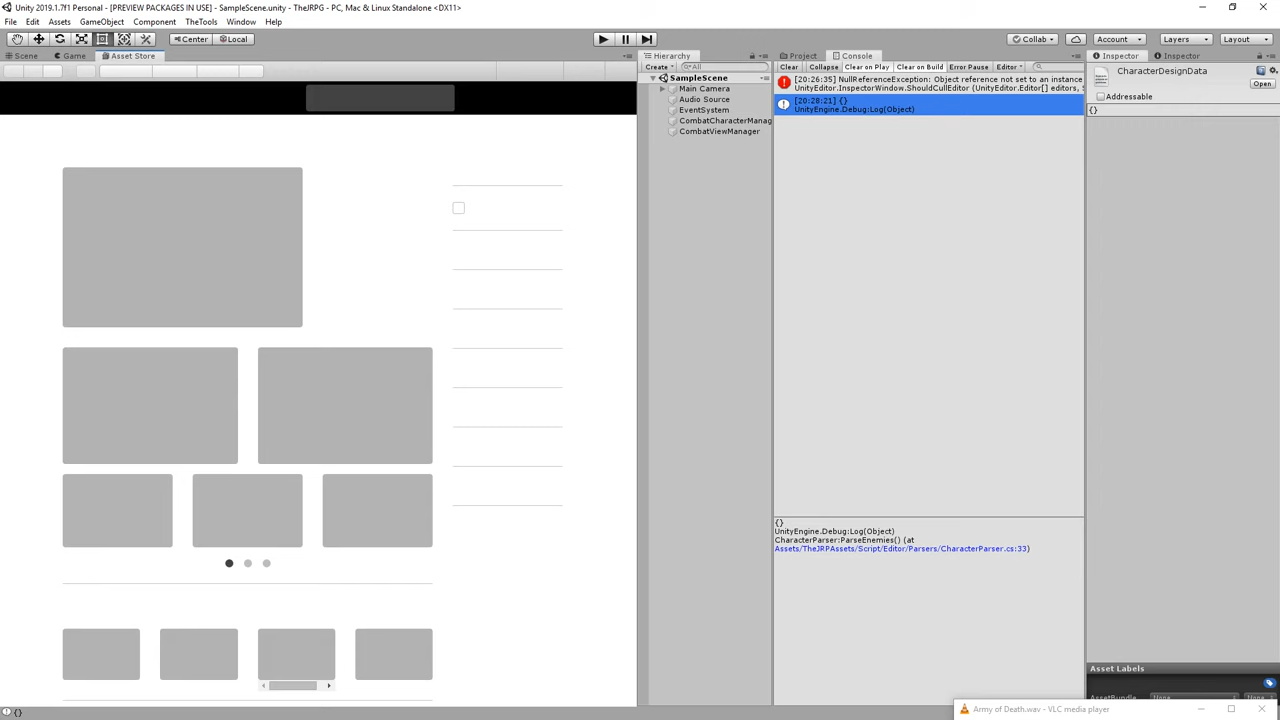 Unity 2019.1.7f1 Personal - [PREVIEW PACKAGES IN USE] - SampleScene.unity - TheJRPG - PC, Mac & Linux Standalone <DX11>
File Edit Assets GameObject Component TheTools Window Help
Center Local Collab Account Layers Layout
Scene Game Asset Store
Hierarchy
Create All
SampleScene
Main Camera
Audio Source
EventSystem
CombatCharacterManag
CombatViewManager
Project Console
Clear Collapse Clear on Play Clear on Build Error Pause Editor
[20:26:35] NullReferenceException: Object reference not set to an instance
UnityEditor.InspectorWindow.ShouldCullEditor (UnityEditor.Editor[] editors, S
[20:28:21] {}
UnityEngine.Debug:Log(Object)
{}
UnityEngine.Debug:Log(Object)
CharacterParser:ParseEnemies() (at
Assets/TheJRPAssets/Script/Editor/Parsers/CharacterParser.cs:33)
Inspector Inspector
CharacterDesignData
Open
Addressable
{}
Asset Labels
AssetBundle None None
Army of Death.wav - VLC media player
{}